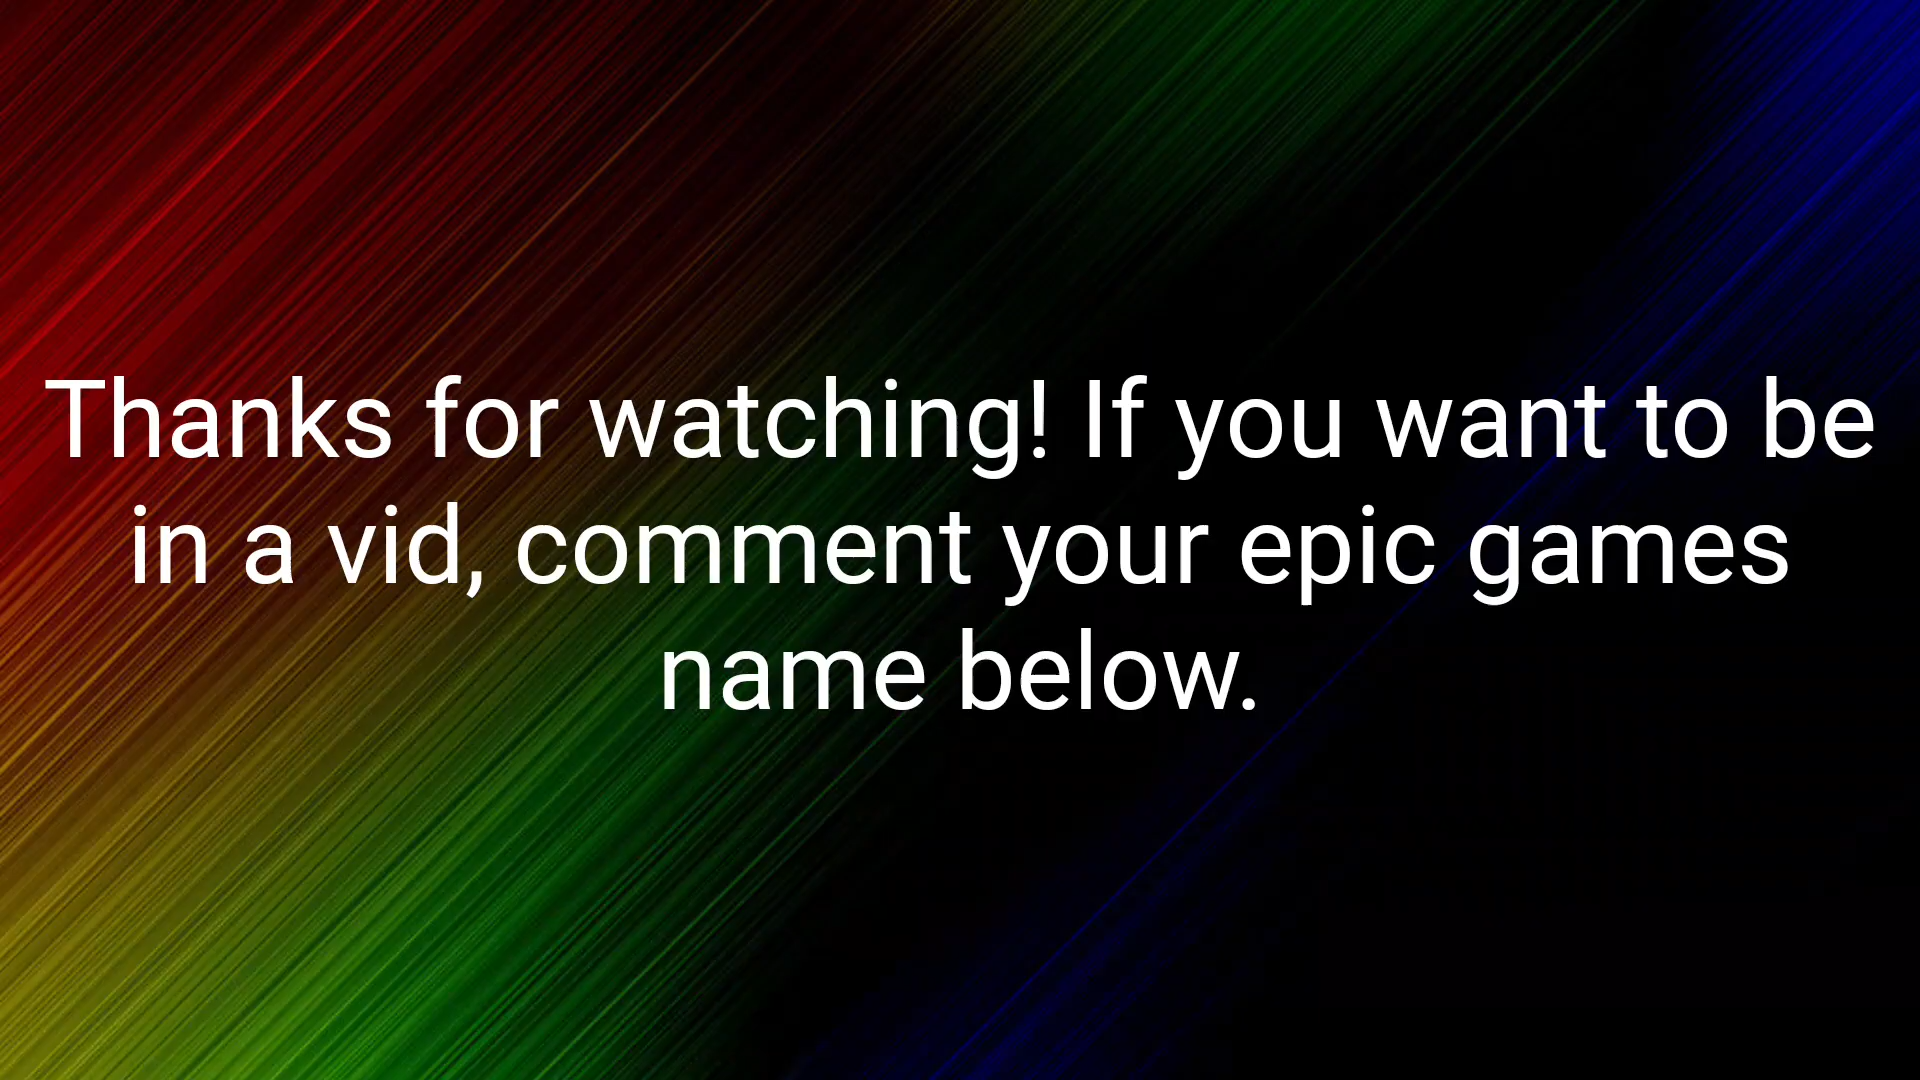 Thanks for watching! If you want to be
in a vid, comment your epic games
name below.